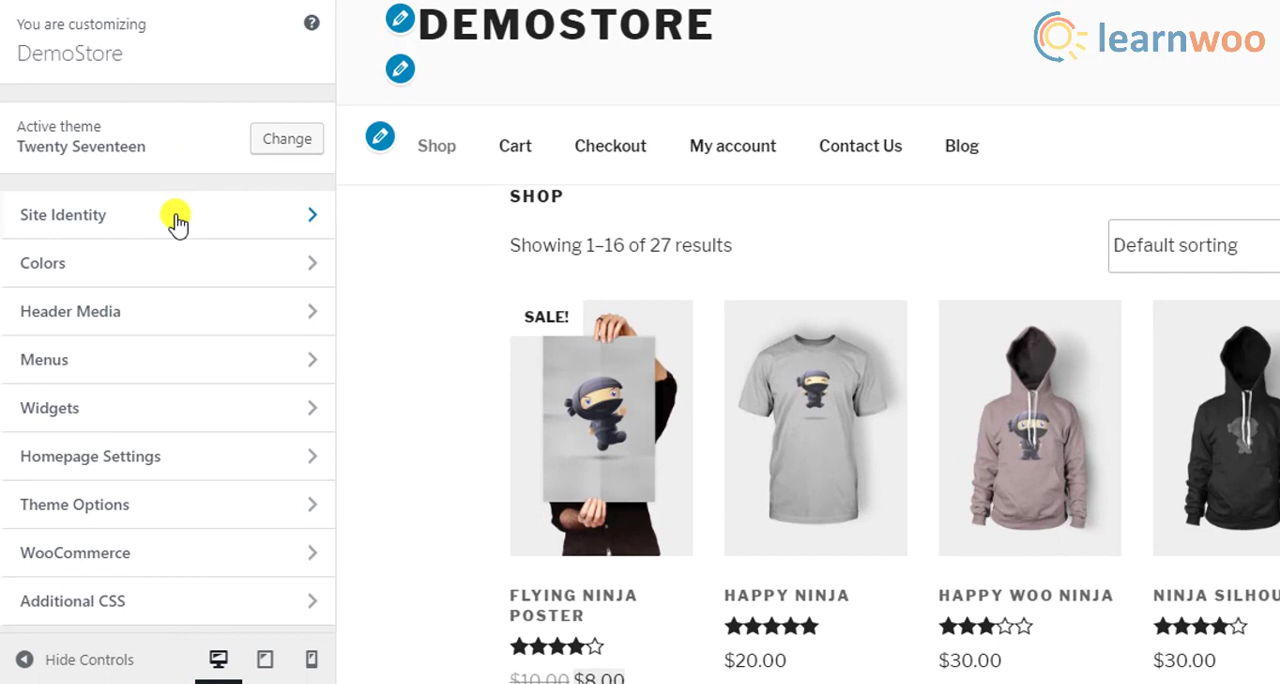 You are customizing
DemoStore
Active theme
Twenty Seventeen
Change
Site Identity
Colors
Header Media
Menus
Widgets
Homepage Settings
Theme Options
WooCommerce
Additional CSS
Hide Controls
DEMOSTORE
learnwoo
Shop Cart Checkout My account Contact Us Blog
SHOP
Showing 1–16 of 27 results
Default sorting
SALE!
FLYING NINJA
POSTER
$10.00 $8.00
HAPPY NINJA
$20.00
HAPPY WOO NINJA
$30.00
NINJA SILHOU
$30.00